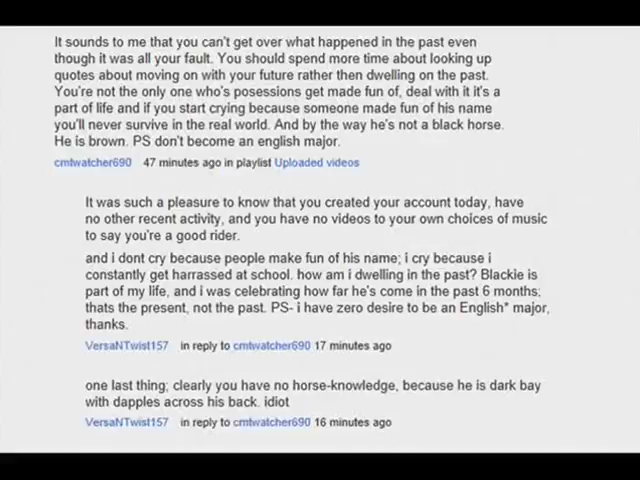 It sounds to me that you can't get over what happened in the past even
though it was all your fault. You should spend more time about looking up
quotes about moving on with your future rather then dwelling on the past.
You're not the only one who's posessions get made fun of, deal with it it's a
part of life and if you start crying because someone made fun of his name
you'll never survive in the real world. And by the way he's not a black horse.
He is brown. PS don't become an english major.
cmtwatcher690 47 minutes ago in playlist Uploaded videos
It was such a pleasure to know that you created your account today, have
no other recent activity, and you have no videos to your own choices of music
to say you're a good rider.
and i dont cry because people make fun of his name; i cry because i
constantly get harrassed at school. how am i dwelling in the past? Blackie is
part of my life, and i was celebrating how far he's come in the past 6 months;
thats the present, not the past. PS- i have zero desire to be an English* major,
thanks.
VersaNTwist157 in reply to cmtwatcher690 17 minutes ago
one last thing; clearly you have no horse-knowledge, because he is dark bay
with dapples across his back. idiot
VersaNTwist157 in reply to cmtwatcher690 16 minutes ago